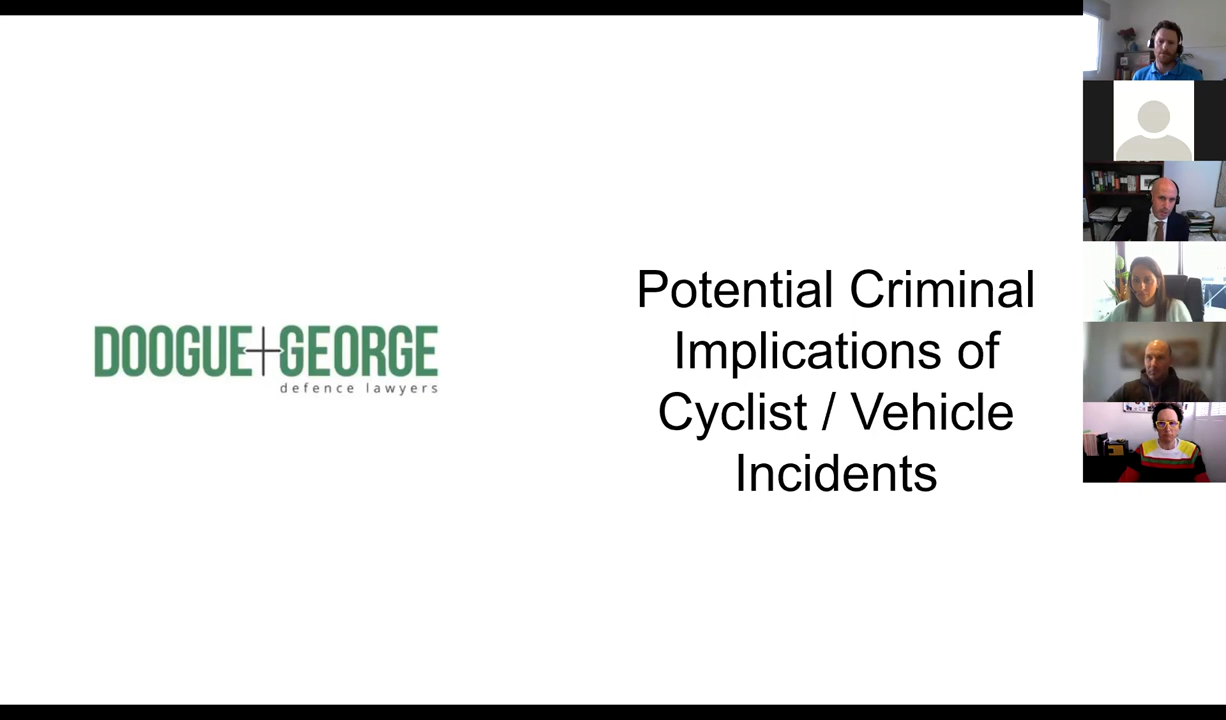 DOOGUE+GEORGE
defence lawyers
Potential Criminal
Implications of
Cyclist / Vehicle
Incidents